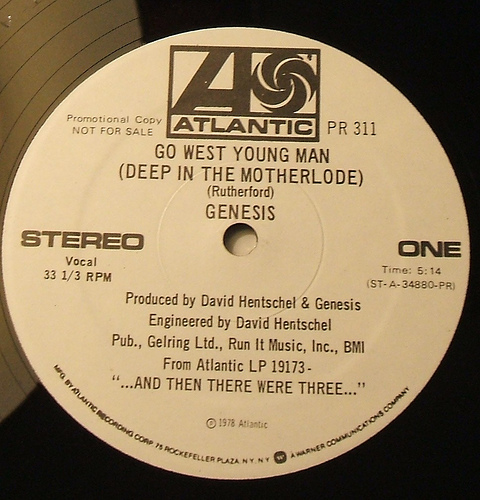 ATLANTIC
Promotional Copy
NOT FOR SALE
PR 311
GO WEST YOUNG MAN
(DEEP IN THE MOTHERLODE)
(Rutherford)
GENESIS
STEREO
Vocal
33 1/3 RPM
ONE
Time: 5:14
(ST-A-34880-PR)
Produced by David Hentschel & Genesis
Engineered by David Hentschel
Pub., Gelring Ltd., Run It Music, Inc., BMI
From Atlantic LP 19173-
"...AND THEN THERE WERE THREE..."
℗ 1978 Atlantic
MFG. BY ATLANTIC RECORDING CORP. 75 ROCKEFELLER PLAZA, N.Y. N.Y. A WARNER COMMUNICATIONS COMPANY